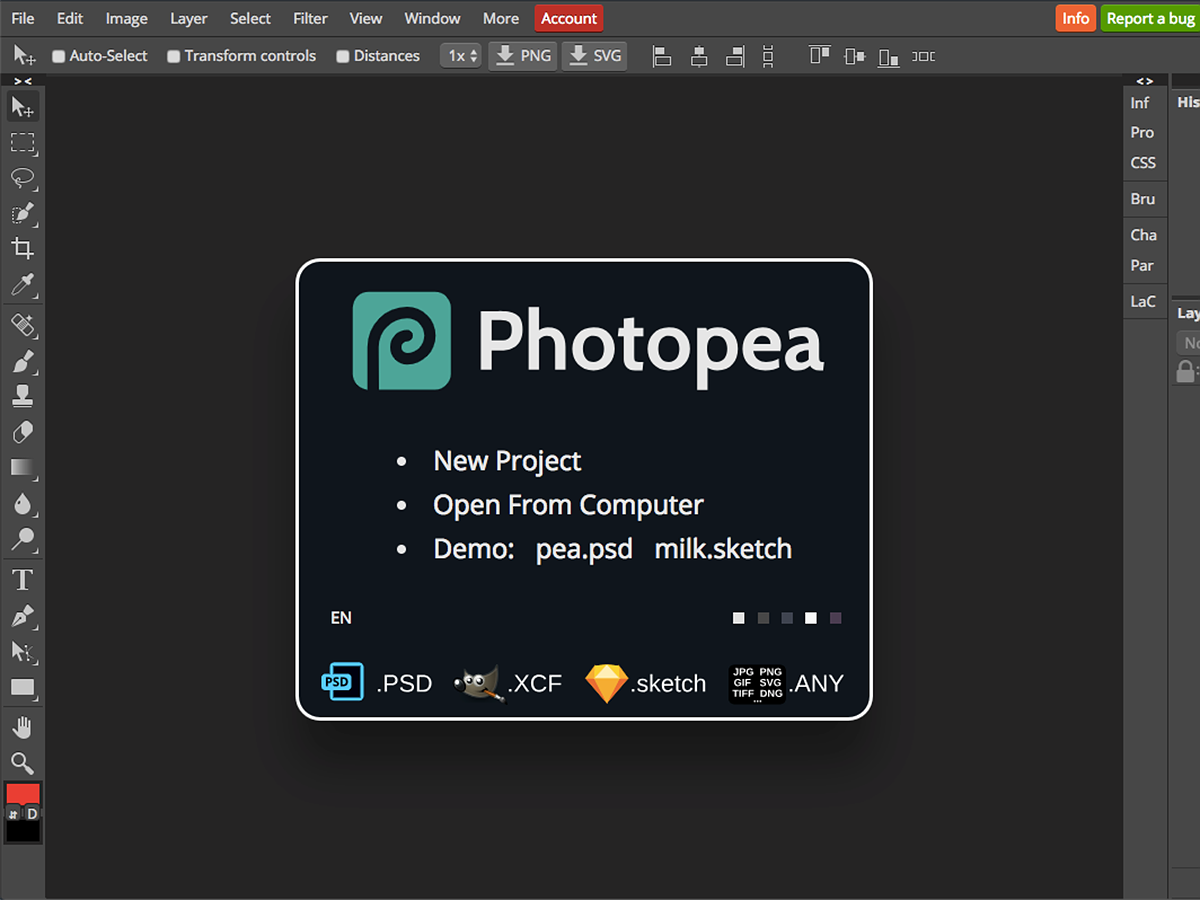 File Edit Image Layer Select Filter View Window More Account Info Report a bug
Auto-Select Transform controls Distances 1x PNG SVG
Inf
Pro
CSS
Bru
Cha
Par
LaC
His
Lay
No
Photopea
New Project
Open From Computer
Demo: pea.psd milk.sketch
EN
PSD .PSD .XCF .sketch JPG PNG GIF SVG TIFF DNG ... .ANY
T
D